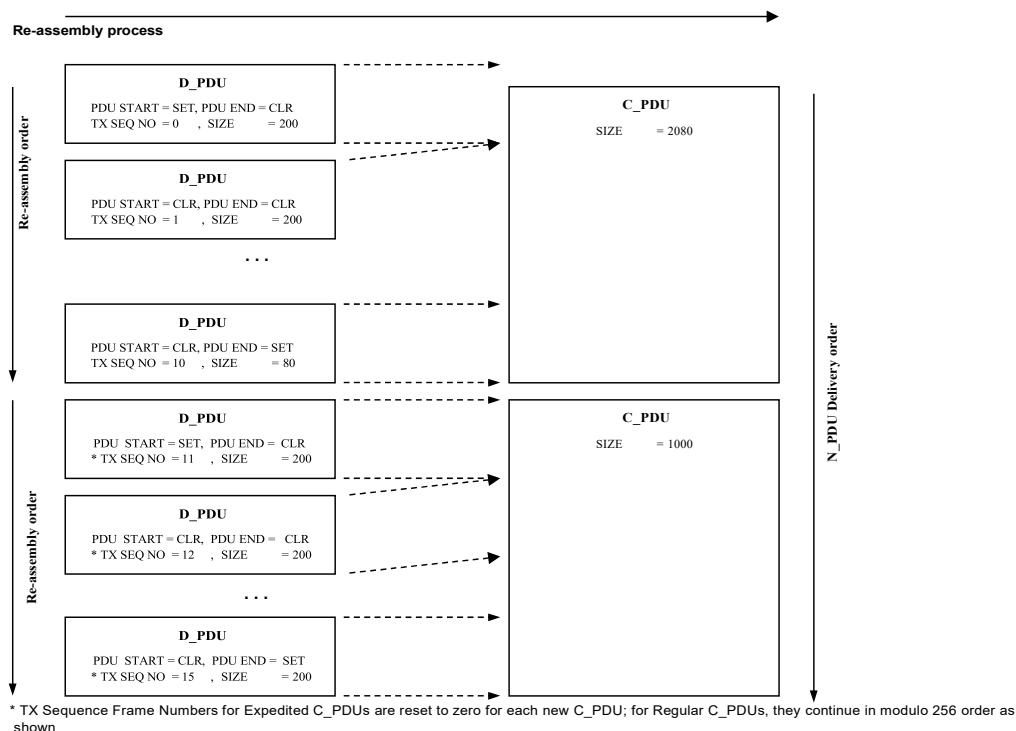 Re-assembly process
Re-assembly order
D_PDU
PDU START = SET, PDU END = CLR
TX SEQ NO = 0 , SIZE = 200
D_PDU
PDU START = CLR, PDU END = CLR
TX SEQ NO = 1 , SIZE = 200
. . .
D_PDU
PDU START = CLR, PDU END = SET
TX SEQ NO = 10 , SIZE = 80
C_PDU
SIZE = 2080
N_PDU Delivery order
Re-assembly order
D_PDU
PDU START = SET, PDU END = CLR
* TX SEQ NO = 11 , SIZE = 200
D_PDU
PDU START = CLR, PDU END = CLR
* TX SEQ NO = 12 , SIZE = 200
. . .
D_PDU
PDU START = CLR, PDU END = SET
* TX SEQ NO = 15 , SIZE = 200
C_PDU
SIZE = 1000
* TX Sequence Frame Numbers for Expedited C_PDUs are reset to zero for each new C_PDU; for Regular C_PDUs, they continue in modulo 256 order as
shown